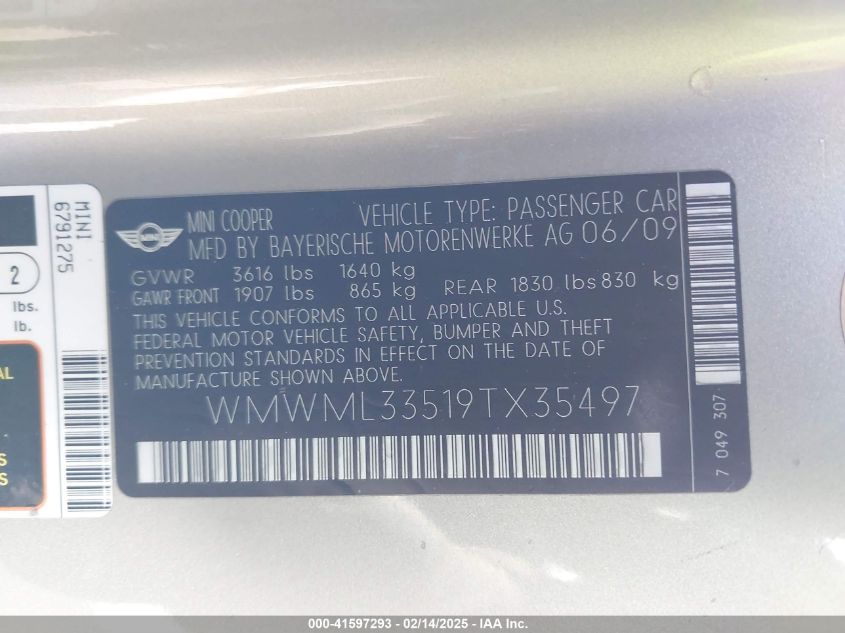 MINI
6791275
2
lbs.
lb.
AL
S
S
MINI
MINI COOPER
VEHICLE TYPE: PASSENGER CAR
MFD BY BAYERISCHE MOTORENWERKE AG 06/09
GVWR 3616 lbs 1640 kg
GAWR FRONT 1907 lbs 865 kg REAR 1830 lbs 830 kg
THIS VEHICLE CONFORMS TO ALL APPLICABLE U.S.
FEDERAL MOTOR VEHICLE SAFETY, BUMPER AND THEFT
PREVENTION STANDARDS IN EFFECT ON THE DATE OF
MANUFACTURE SHOWN ABOVE.
WMWML33519TX35497
7 049 307
000-41597293 - 02/14/2025 - IAA Inc.